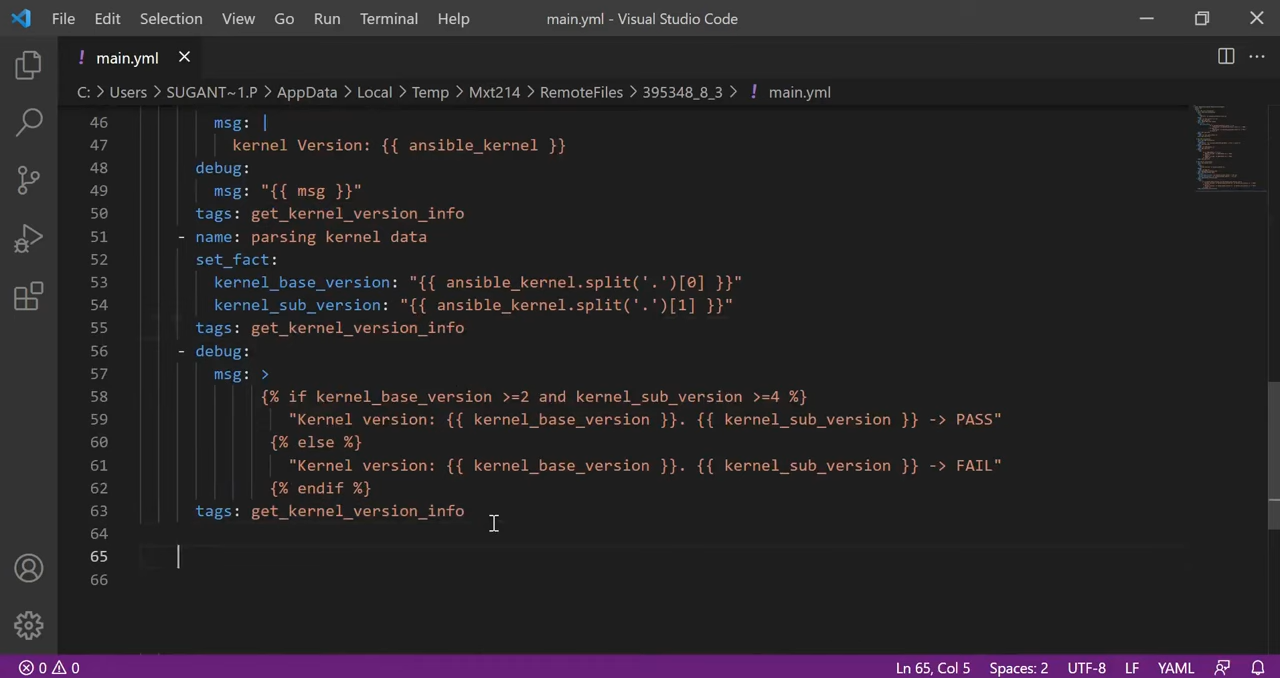 File Edit Selection View Go Run Terminal Help main.yml - Visual Studio Code
! main.yml
C: > Users > SUGANT~1.P > AppData > Local > Temp > Mxt214 > RemoteFiles > 395348_8_3 > ! main.yml
46 msg: |
47 kernel Version: {{ ansible_kernel }}
48 debug:
49 msg: "{{ msg }}"
50 tags: get_kernel_version_info
51 - name: parsing kernel data
52 set_fact:
53 kernel_base_version: "{{ ansible_kernel.split('.')[0] }}"
54 kernel_sub_version: "{{ ansible_kernel.split('.')[1] }}"
55 tags: get_kernel_version_info
56 - debug:
57 msg: >
58 {% if kernel_base_version >=2 and kernel_sub_version >=4 %}
59 "Kernel version: {{ kernel_base_version }}. {{ kernel_sub_version }} -> PASS"
60 {% else %}
61 "Kernel version: {{ kernel_base_version }}. {{ kernel_sub_version }} -> FAIL"
62 {% endif %}
63 tags: get_kernel_version_info
64
65
66
0 0 Ln 65, Col 5 Spaces: 2 UTF-8 LF YAML